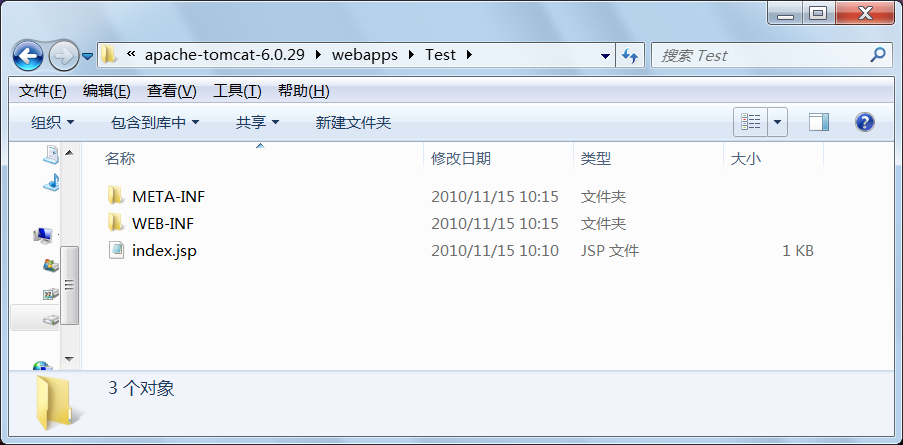 « apache-tomcat-6.0.29 webapps Test 搜索 Test
文件(F) 编辑(E) 查看(V) 工具(T) 帮助(H)
组织 包含到库中 共享 新建文件夹
名称 修改日期 类型 大小
META-INF 2010/11/15 10:15 文件夹
WEB-INF 2010/11/15 10:15 文件夹
index.jsp 2010/11/15 10:10 JSP 文件 1 KB
3 个对象